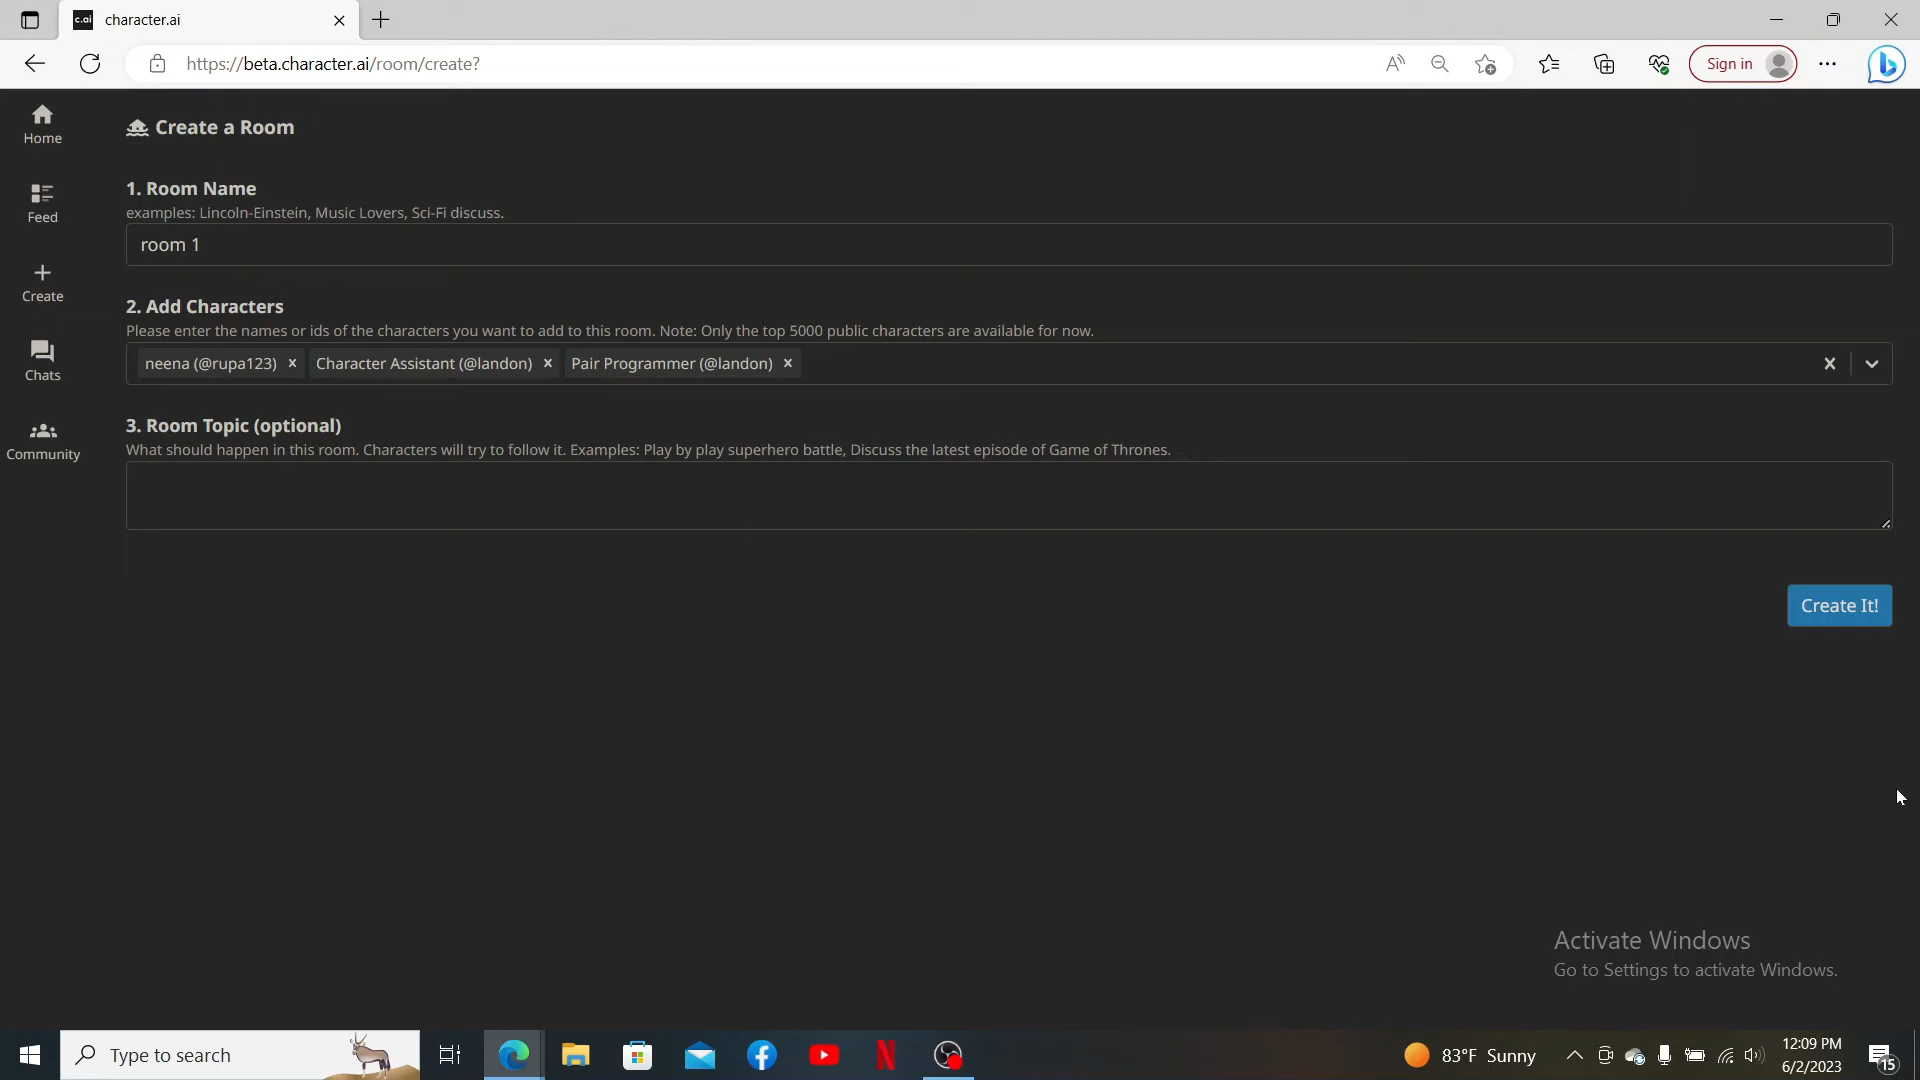 c.ai character.ai
https://beta.character.ai/room/create?
Sign in
Home
Feed
Create
Chats
Community
Create a Room
1. Room Name
examples: Lincoln-Einstein, Music Lovers, Sci-Fi discuss.
room 1
2. Add Characters
Please enter the names or ids of the characters you want to add to this room. Note: Only the top 5000 public characters are available for now.
neena (@rupa123) Character Assistant (@landon) Pair Programmer (@landon)
3. Room Topic (optional)
What should happen in this room. Characters will try to follow it. Examples: Play by play superhero battle, Discuss the latest episode of Game of Thrones.
Create It!
Activate Windows
Go to Settings to activate Windows.
Type to search
83°F Sunny
12:09 PM
6/2/2023
15